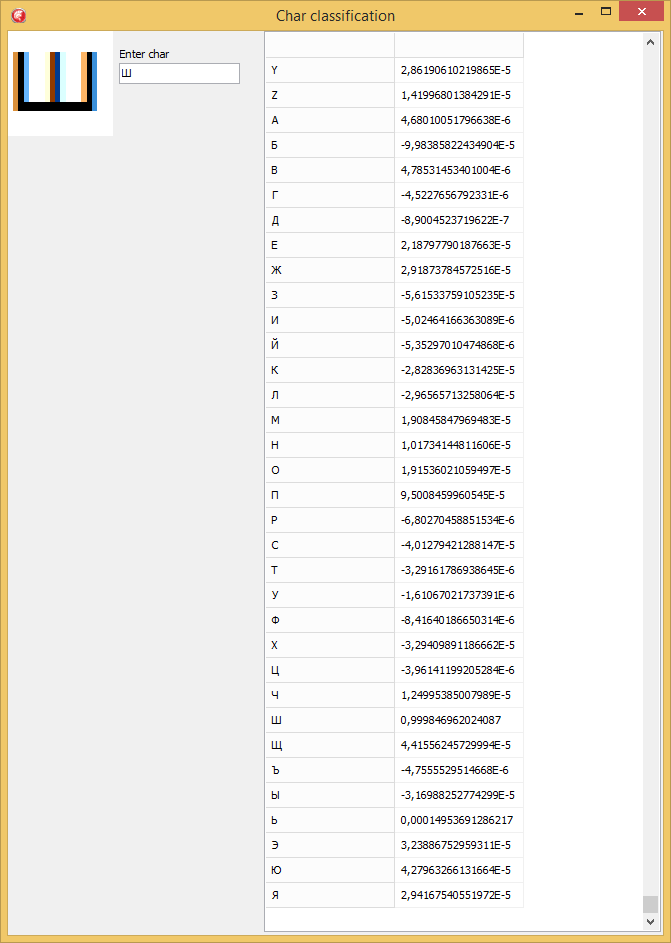 Char classification
Enter char
Ш
Y 2,86190610219865E-5
Z 1,41996801384291E-5
А 4,68010051796638E-6
Б -9,98385822434904E-5
В 4,78531453401004E-6
Г -4,5227656792331E-6
Д -8,9004523719622E-7
Е 2,18797790187663E-5
Ж 2,91873784572516E-5
З -5,61533759105235E-5
И -5,02464166363089E-6
Й -5,35297010474868E-6
К -2,82836963131425E-5
Л -2,96565713258064E-5
М 1,90845847969483E-5
Н 1,01734144811606E-5
О 1,91536021059497E-5
П 9,5008459960545E-5
Р -6,80270458851534E-6
С -4,01279421288147E-5
Т -3,29161786938645E-6
У -1,61067021737391E-6
Ф -8,41640186650314E-6
Х -3,29409891186662E-5
Ц -3,96141199205284E-6
Ч 1,24995385007989E-5
Ш 0,999846962024087
Щ 4,41556245729994E-5
Ъ -4,7555529514668E-6
Ы -3,16988252774299E-5
Ь 0,00014953691286217
Э 3,23886752959311E-5
Ю 4,27963266131664E-5
Я 2,94167540551972E-5